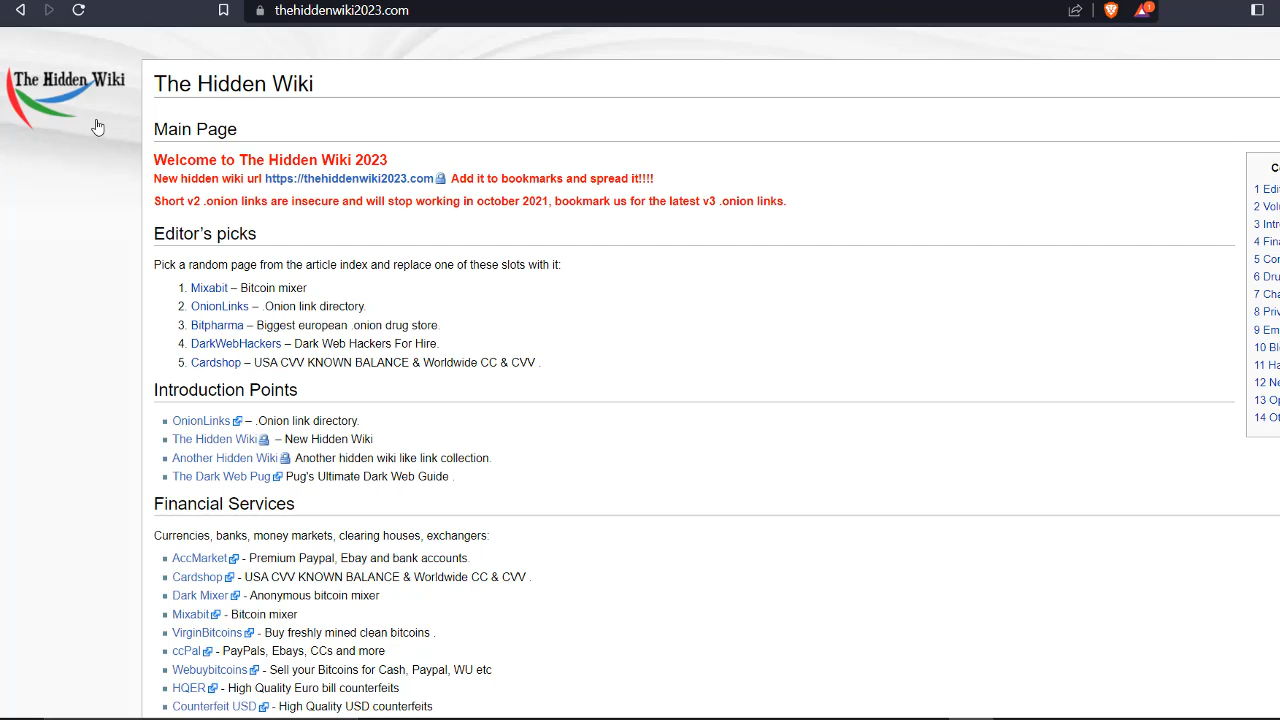 thehiddenwiki2023.com
1
The Hidden Wiki
The Hidden Wiki
Main Page
Welcome to The Hidden Wiki 2023
New hidden wiki url https://thehiddenwiki2023.com Add it to bookmarks and spread it!!!!
Short v2 .onion links are insecure and will stop working in october 2021, bookmark us for the latest v3 .onion links.
Editor's picks
Pick a random page from the article index and replace one of these slots with it:
1. Mixabit – Bitcoin mixer
2. OnionLinks – .Onion link directory.
3. Bitpharma – Biggest european .onion drug store.
4. DarkWebHackers – Dark Web Hackers For Hire.
5. Cardshop – USA CVV KNOWN BALANCE & Worldwide CC & CVV .
Introduction Points
OnionLinks – .Onion link directory.
The Hidden Wiki – New Hidden Wiki
Another Hidden Wiki Another hidden wiki like link collection.
The Dark Web Pug Pug's Ultimate Dark Web Guide .
Financial Services
Currencies, banks, money markets, clearing houses, exchangers:
AccMarket - Premium Paypal, Ebay and bank accounts.
Cardshop - USA CVV KNOWN BALANCE & Worldwide CC & CVV .
Dark Mixer - Anonymous bitcoin mixer
Mixabit - Bitcoin mixer
VirginBitcoins - Buy freshly mined clean bitcoins .
ccPal - PayPals, Ebays, CCs and more
Webuybitcoins - Sell your Bitcoins for Cash, Paypal, WU etc
HQER - High Quality Euro bill counterfeits
Counterfeit USD - High Quality USD counterfeits
1 Edi
2 Vol
3 Intr
4 Fina
5 Con
6 Dru
7 Cha
8 Priv
9 Em
10 Bl
11 Ha
12 Ne
13 Op
14 Ot